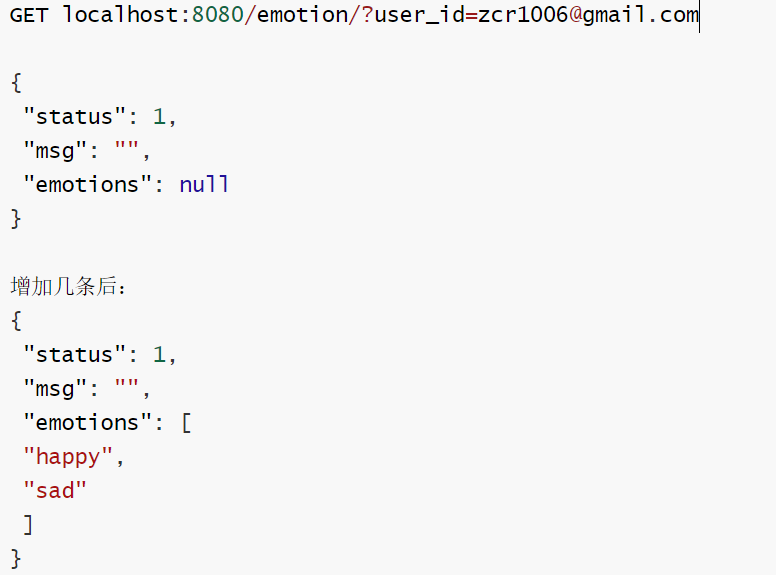 GET localhost:8080/emotion/?user_id=zcr1006@gmail.com
{
"status": 1,
"msg": "",
"emotions": null
}
增加几条后:
{
"status": 1,
"msg": "",
"emotions": [
"happy",
"sad"
]
}